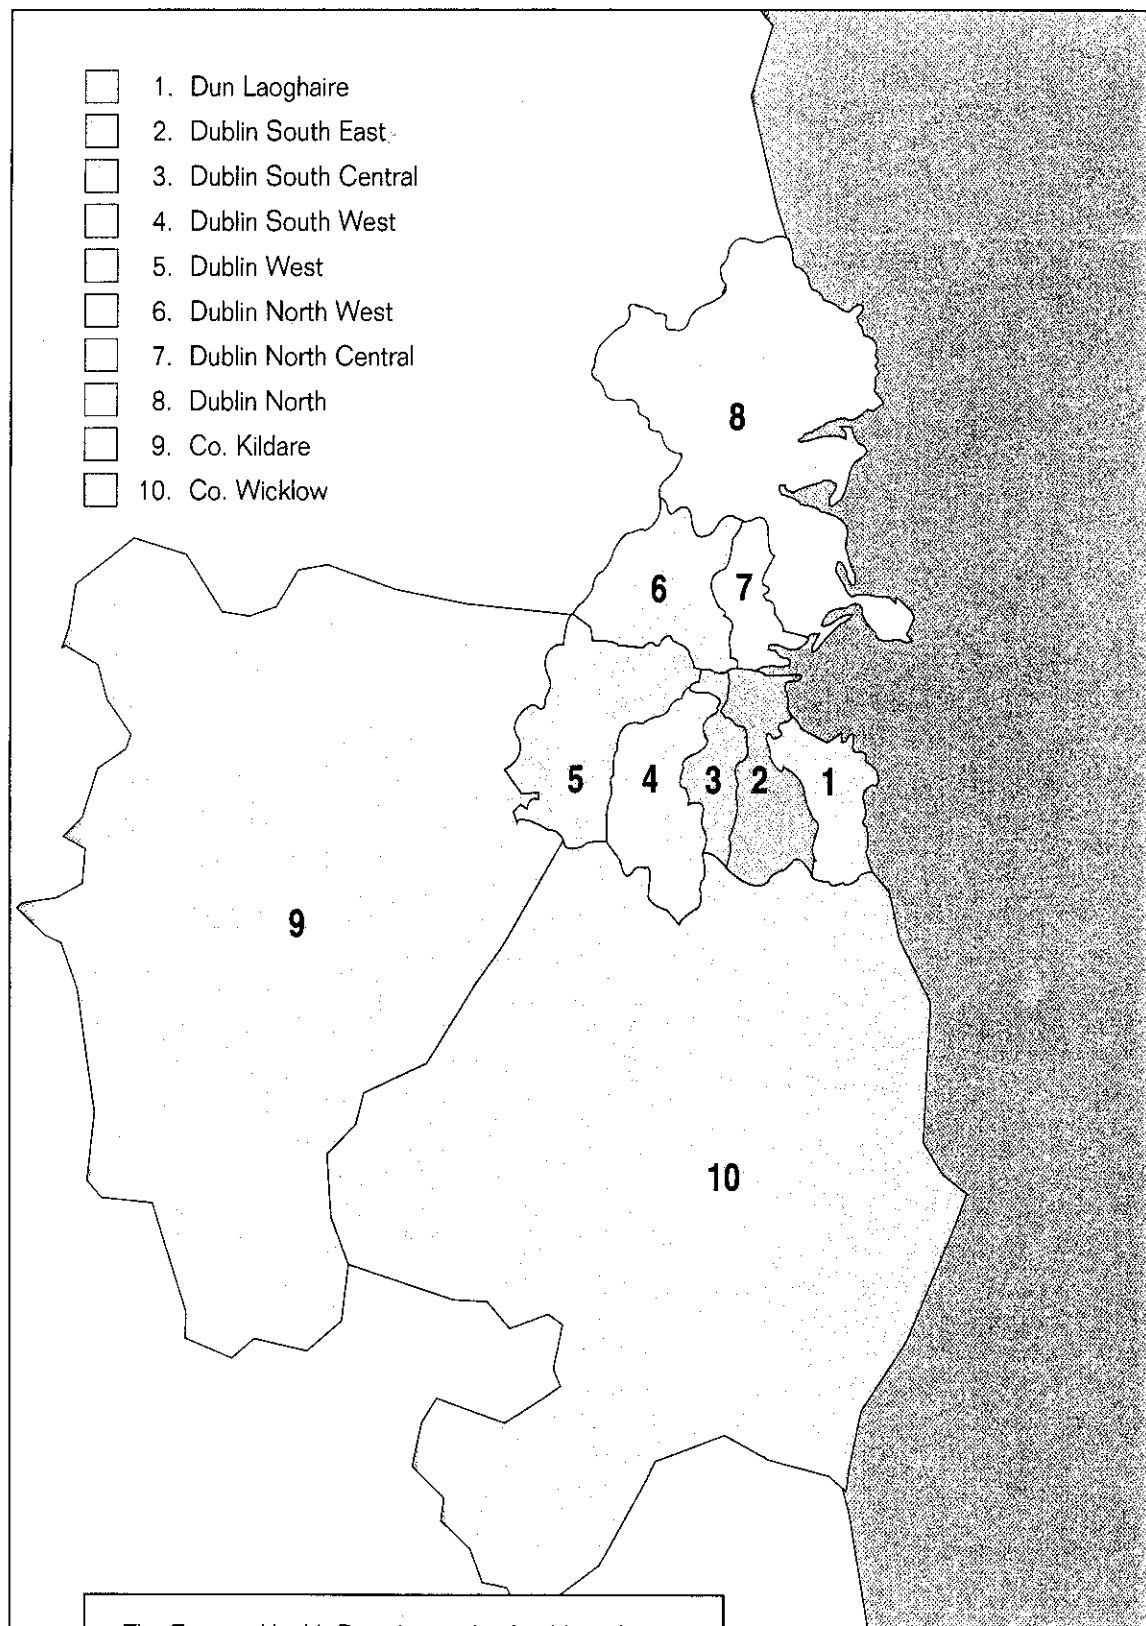 1. Dun Laoghaire
2. Dublin South East
3. Dublin South Central
4. Dublin South West
5. Dublin West
6. Dublin North West
7. Dublin North Central
8. Dublin North
9. Co. Kildare
10. Co. Wicklow
8
6
7
5
4
3
2
1
9
10